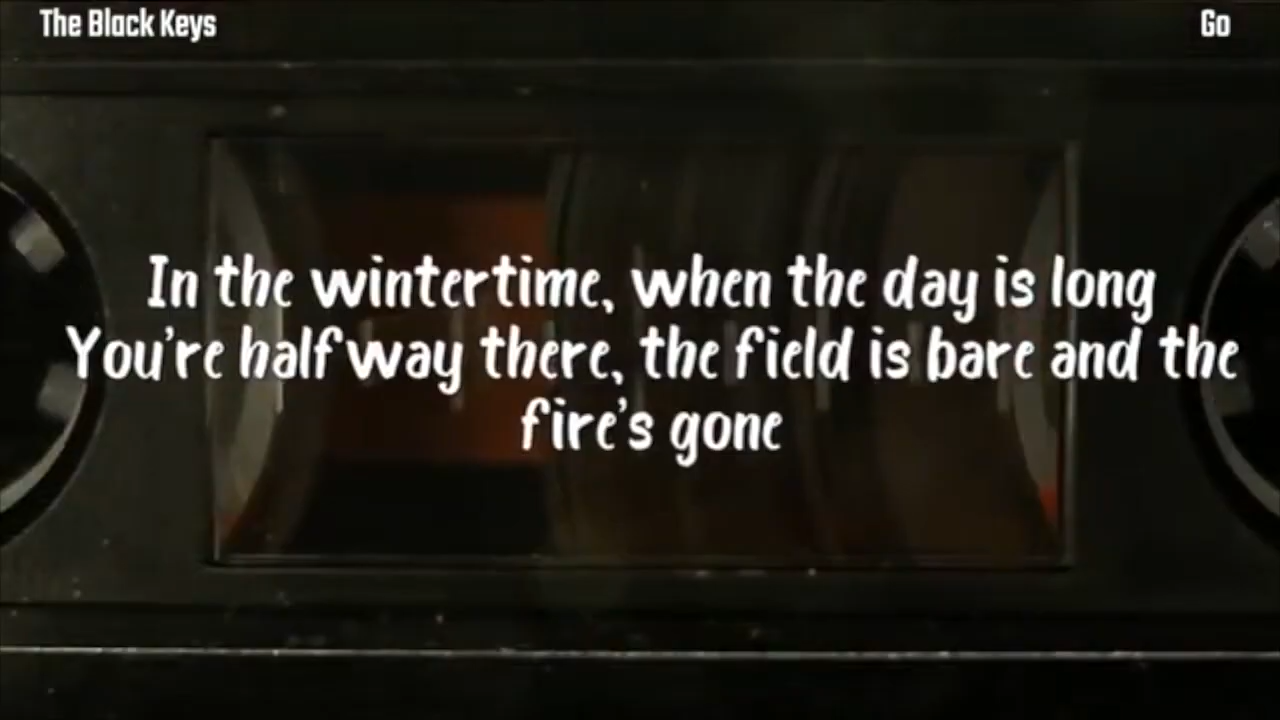 The Black Keys
Go
In the wintertime, when the day is long
You're halfway there, the field is bare and the
fire's gone